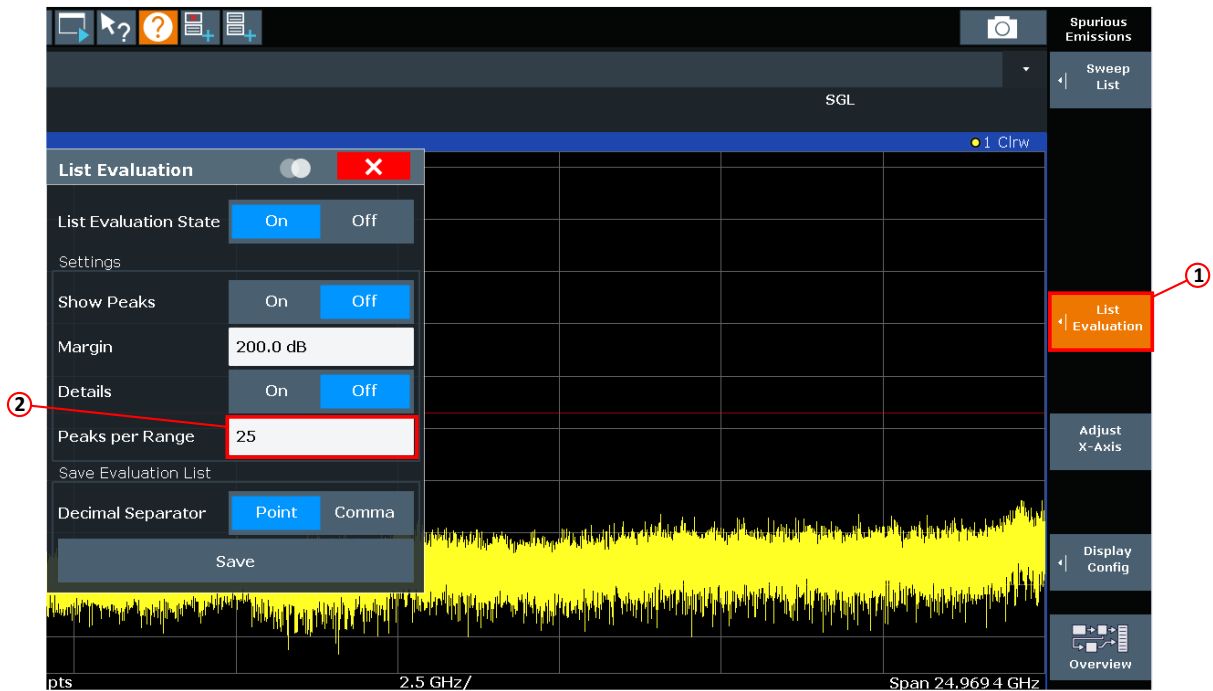 Spurious
Emissions
Sweep
List
SGL
1 Clrw
List Evaluation
List Evaluation State On Off
Settings
Show Peaks On Off
Margin 200.0 dB
Details On Off
Peaks per Range 25
Save Evaluation List
Decimal Separator Point Comma
Save
1
List
Evaluation
2
Adjust
X-Axis
Display
Config
Overview
pts 2.5 GHz/ Span 24.969 4 GHz